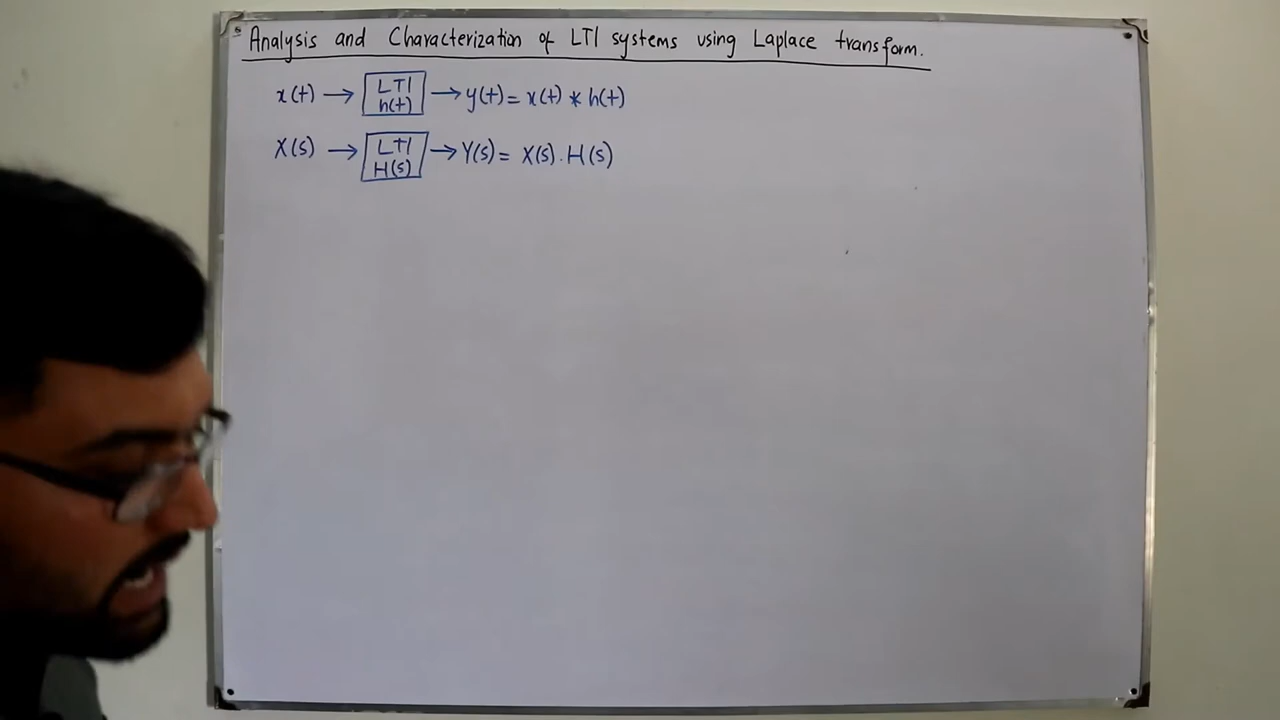 Analysis and Characterization of LTI systems using Laplace transform.
x(t) → LTI h(t) → y(t) = x(t) * h(t)
X(s) → LTI H(s) → Y(s) = X(s) . H(s)